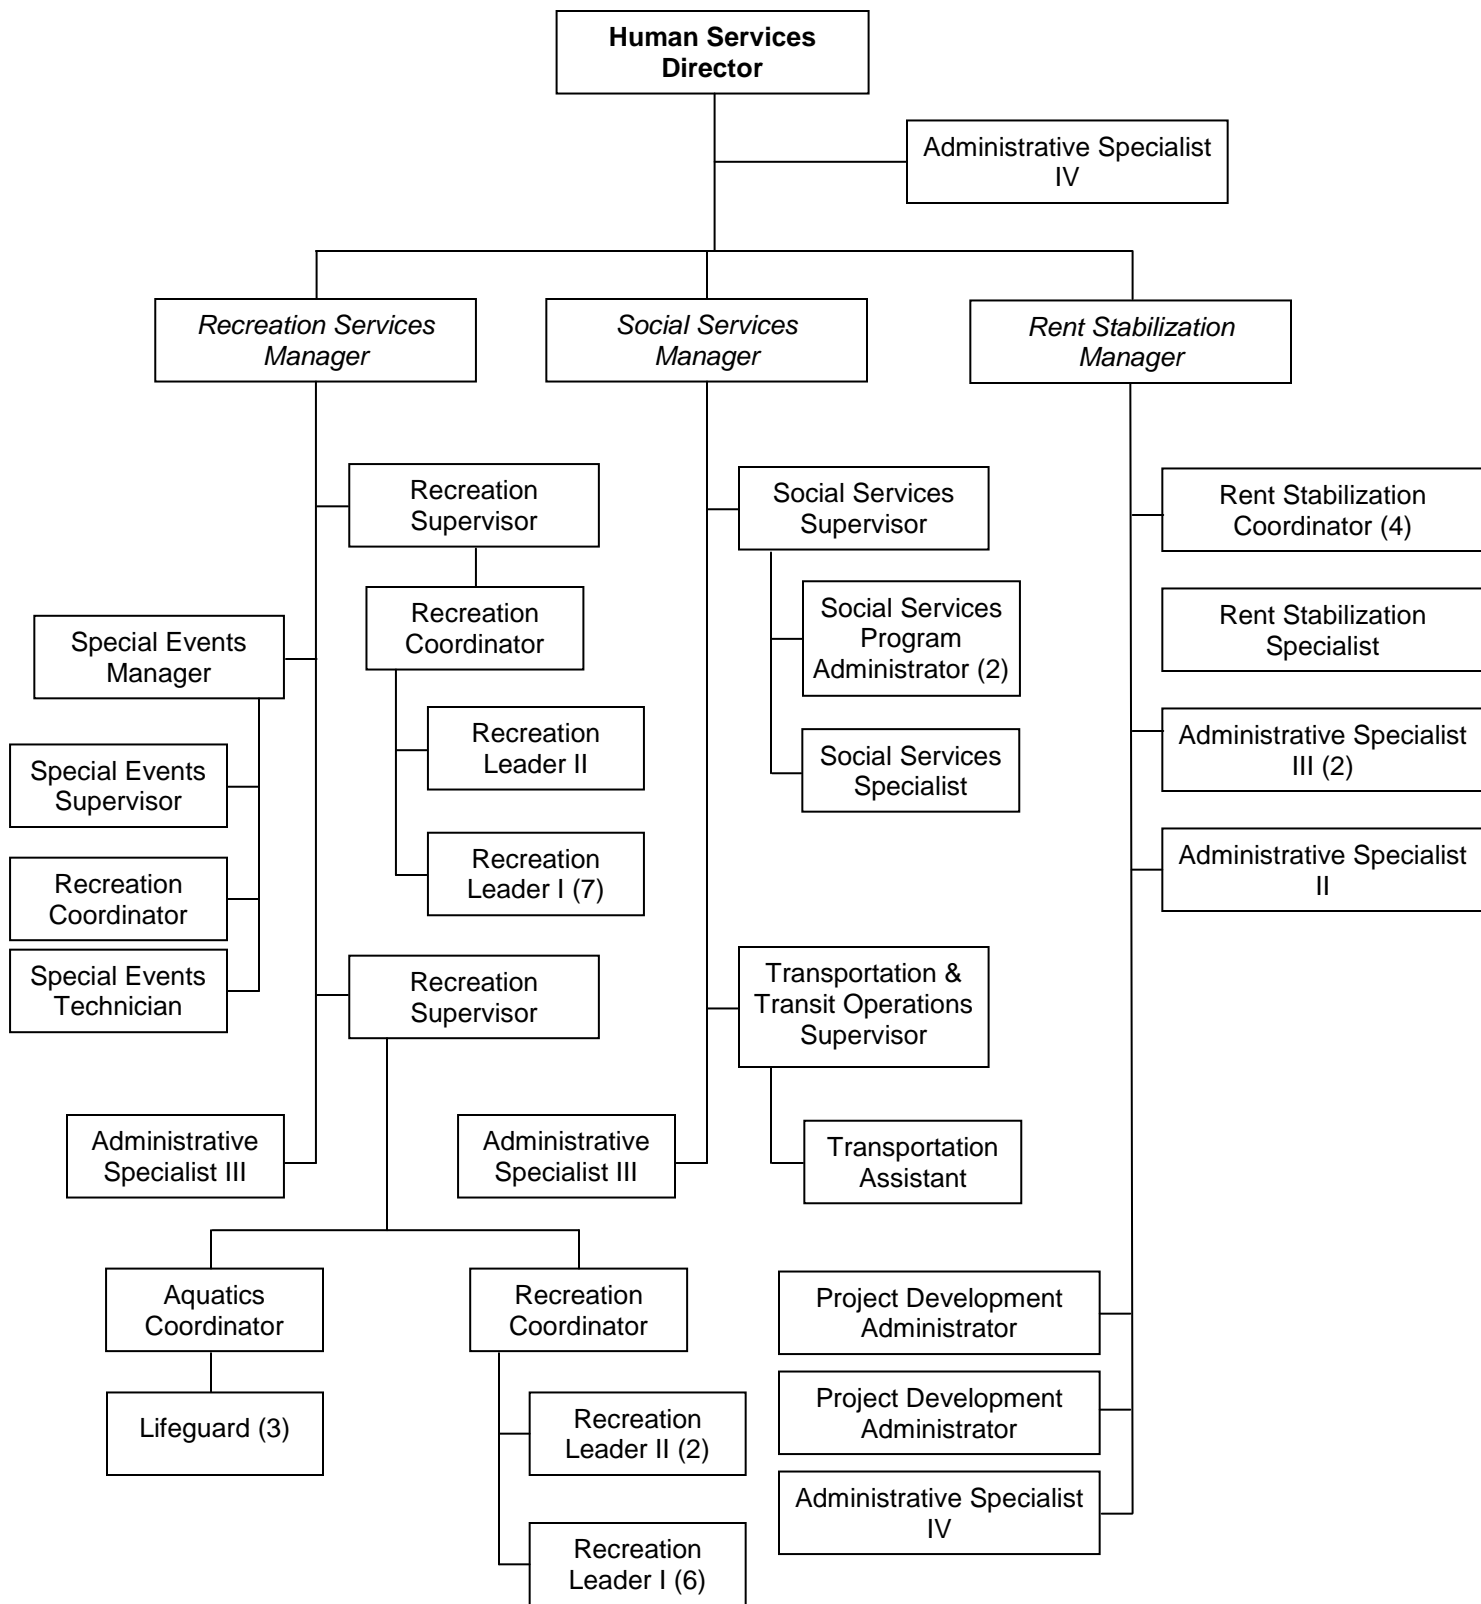 Human Services
Director
Administrative Specialist
IV
Recreation Services
Manager
Social Services
Manager
Rent Stabilization
Manager
Recreation
Supervisor
Recreation
Coordinator
Recreation
Leader II
Recreation
Leader I (7)
Special Events
Manager
Special Events
Supervisor
Recreation
Coordinator
Special Events
Technician
Recreation
Supervisor
Administrative
Specialist III
Aquatics
Coordinator
Lifeguard (3)
Recreation
Coordinator
Recreation
Leader II (2)
Recreation
Leader I (6)
Social Services
Supervisor
Social Services
Program
Administrator (2)
Social Services
Specialist
Transportation &
Transit Operations
Supervisor
Transportation
Assistant
Administrative
Specialist III
Rent Stabilization
Coordinator (4)
Rent Stabilization
Specialist
Administrative Specialist
III (2)
Administrative Specialist
II
Project Development
Administrator
Project Development
Administrator
Administrative Specialist
IV